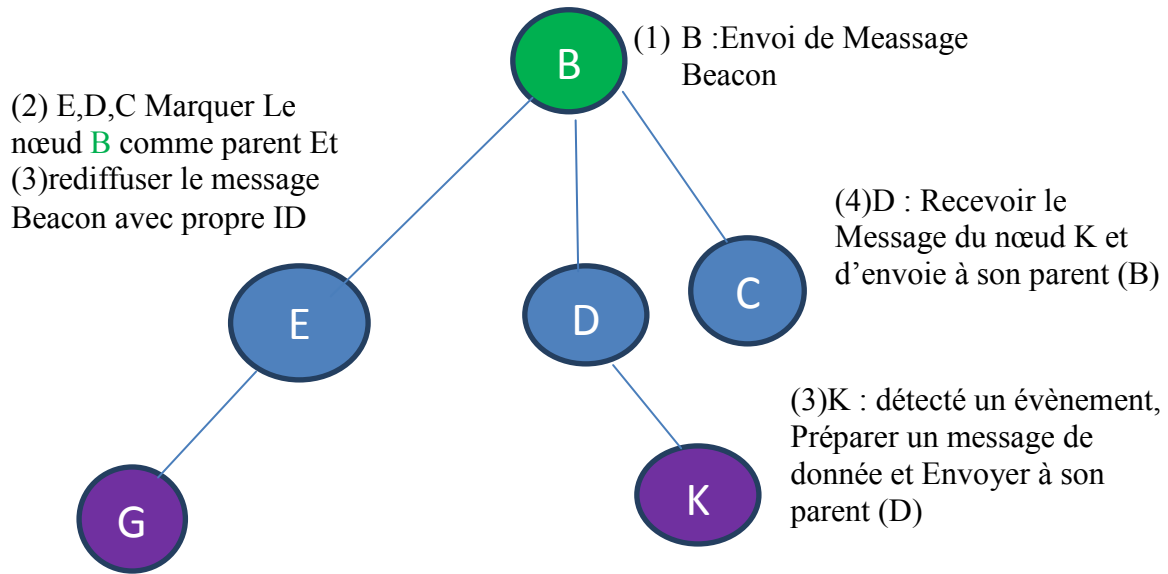 B
(1) B :Envoi de Meassage
Beacon
(2) E,D,C Marquer Le
nœud B comme parent Et
(3)rediffuser le message
Beacon avec propre ID
(4)D : Recevoir le
Message du nœud K et
d’envoie à son parent (B)
E
D
C
(3)K : détecté un évènement,
Préparer un message de
donnée et Envoyer à son
parent (D)
G
K